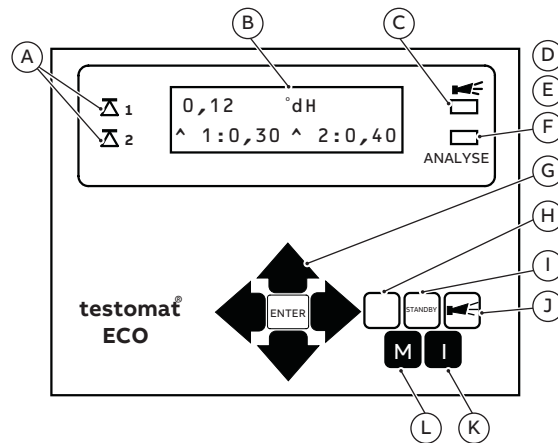 A
B
C
D
E
F
G
H
I
J
K
L
1
2
0,12 °dH
^ 1:0,30 ^ 2:0,40
ANALYSE
testomat®
ECO
ENTER
STANDBY
M
I